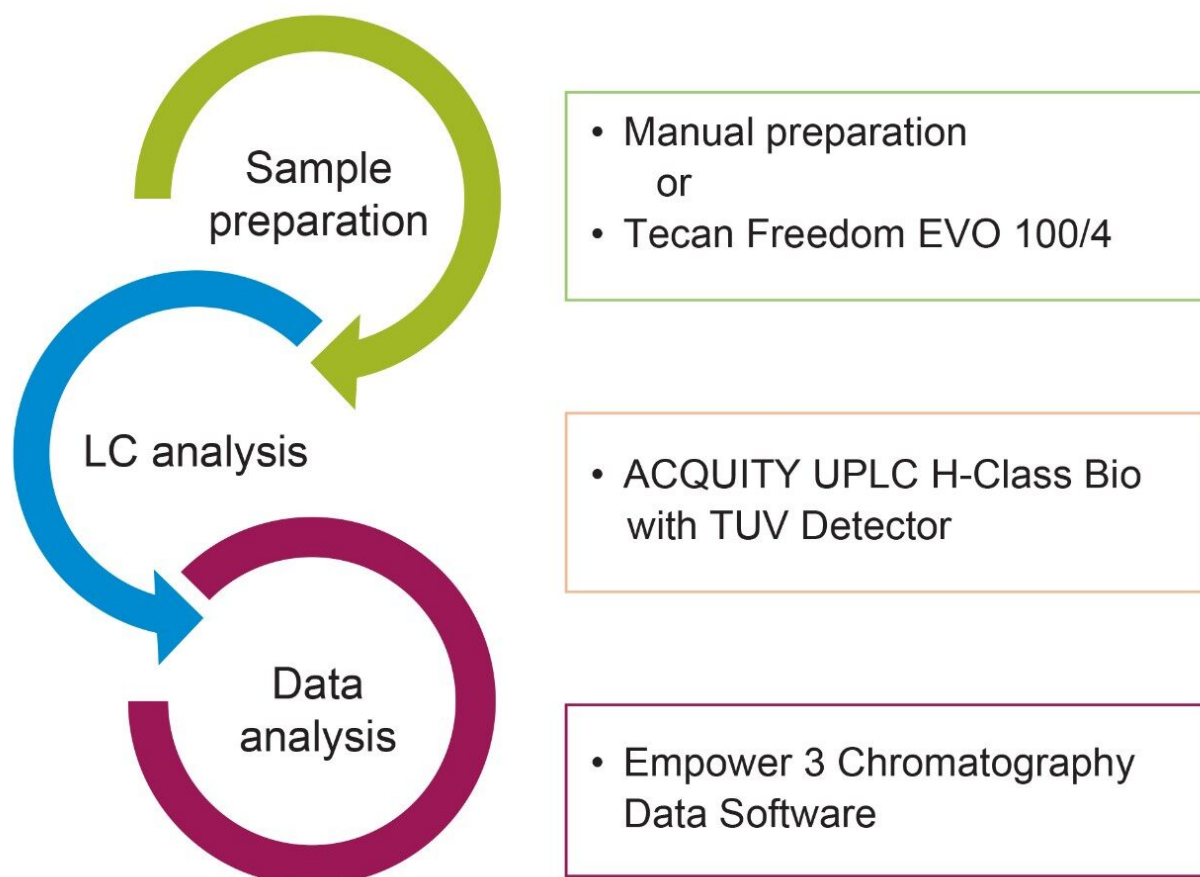 Sample
preparation
• Manual preparation
or
• Tecan Freedom EVO 100/4
LC analysis
• ACQUITY UPLC H-Class Bio
with TUV Detector
Data
analysis
• Empower 3 Chromatography
Data Software